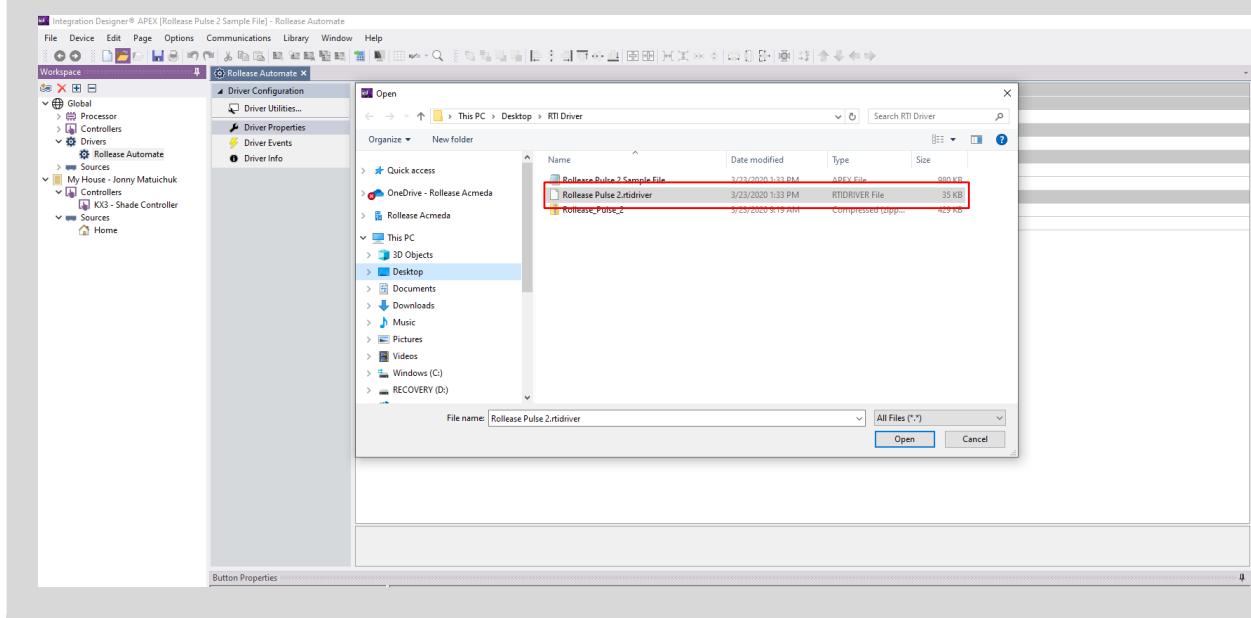 Integration Designer® APEX [Rollease Pulse 2 Sample File] - Rollease Automate
File Device Edit Page Options Communications Library Window Help
Workspace
Rollease Automate
Global
Processor
Controllers
Drivers
Rollease Automate
Sources
My House - Jonny Matuichuk
Controllers
KX3 - Shade Controller
Sources
Home
Driver Configuration
Driver Utilities...
Driver Properties
Driver Events
Driver Info
Open
This PC > Desktop > RTI Driver
Search RTI Driver
Organize New folder
Name Date modified Type Size
Rollease Pulse 2 Sample File 3/23/2020 1:33 PM APEX File 980 KB
Rollease Pulse 2.rtidriver 3/23/2020 1:33 PM RTIDRIVER File 35 KB
Rollease_Pulse_2 3/23/2020 9:19 AM Compressed (zipp... 429 KB
Quick access
OneDrive - Rollease Acmeda
Rollease Acmeda
This PC
3D Objects
Desktop
Documents
Downloads
Music
Pictures
Videos
Windows (C:)
RECOVERY (D:)
File name: Rollease Pulse 2.rtidriver All Files (*.*)
Open Cancel
Button Properties